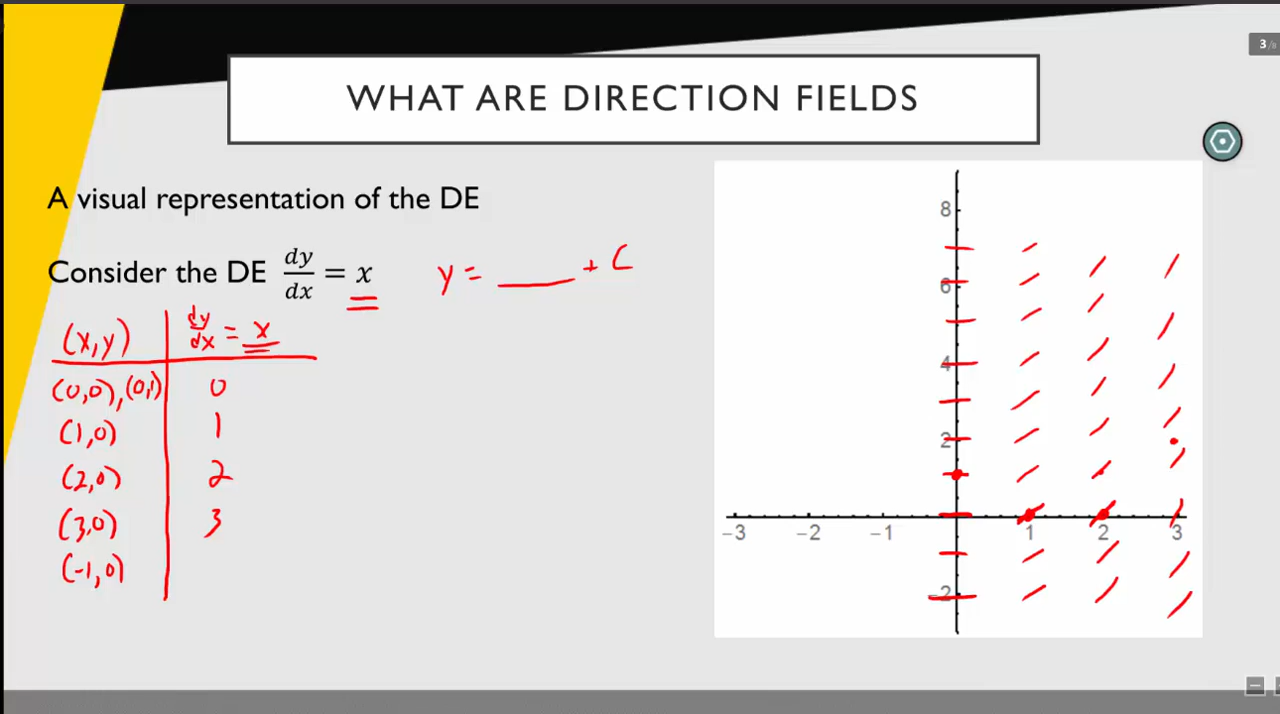 3/8
WHAT ARE DIRECTION FIELDS
A visual representation of the DE
Consider the DE dy/dx = x   y = ____ + C
(x,y) | dy/dx = x
(0,0),(0,1) | 0
(1,0) | 1
(2,0) | 2
(3,0) | 3
(-1,0) |
8
6
4
2
−3 −2 −1 1 2 3
−2